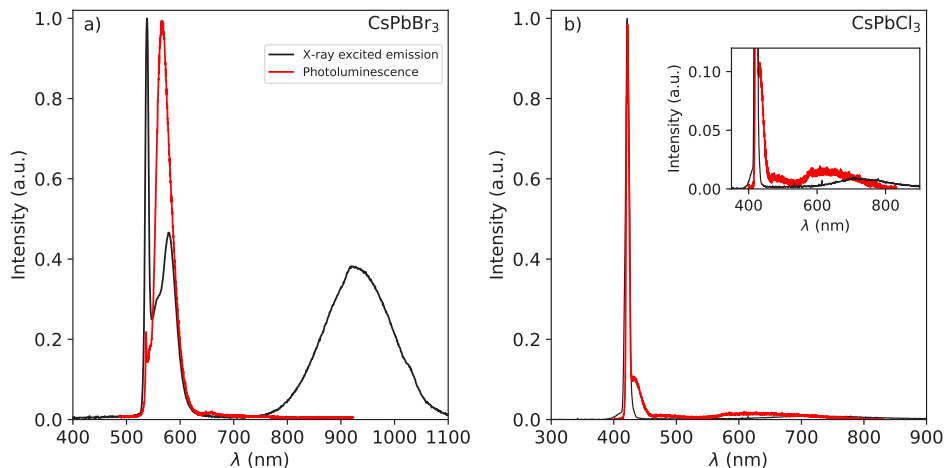 a)
CsPbBr₃
X-ray excited emission
Photoluminescence
Intensity (a.u.)
1.0
0.8
0.6
0.4
0.2
0.0
400 500 600 700 800 900 1000 1100
λ (nm)
b)
CsPbCl₃
Intensity (a.u.)
1.0
0.8
0.6
0.4
0.2
0.0
300 400 500 600 700 800 900
λ (nm)
Intensity (a.u.)
0.10
0.05
0.00
400 600 800
λ (nm)